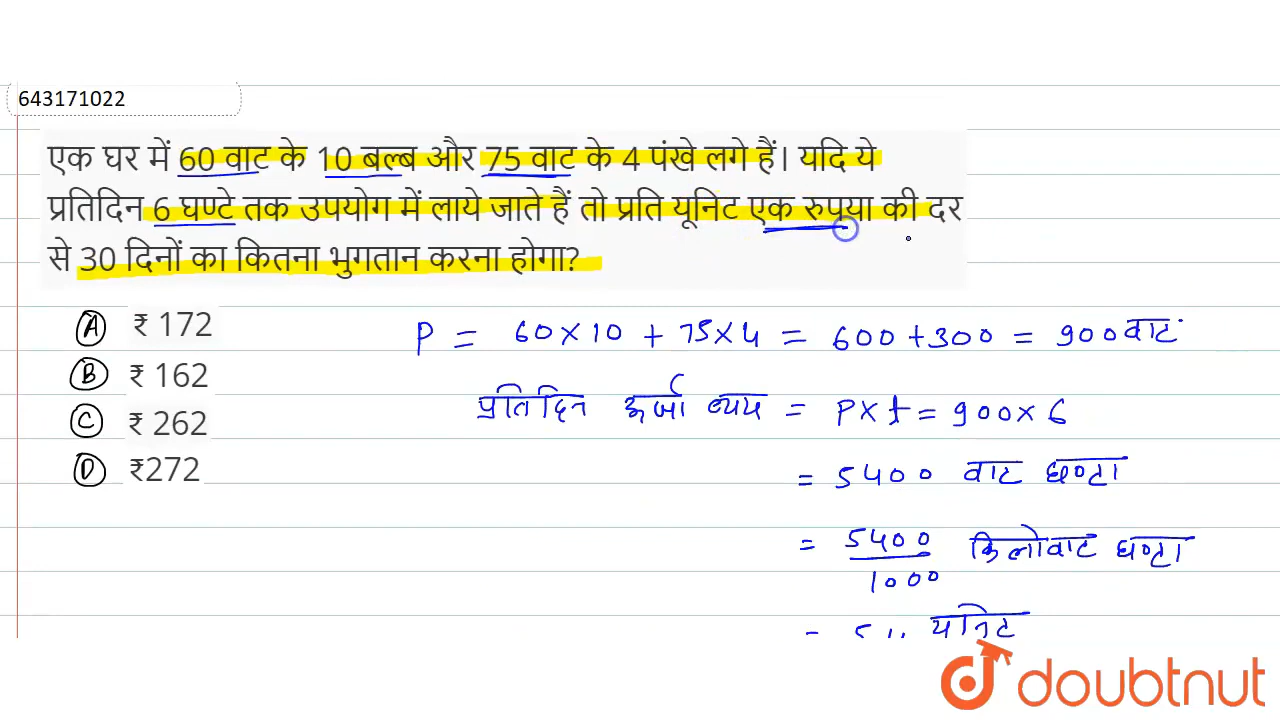 643171022
एक घर में 60 वाट के 10 बल्ब और 75 वाट के 4 पंखे लगे हैं। यदि ये
प्रतिदिन 6 घण्टे तक उपयोग में लाये जाते हैं तो प्रति यूनिट एक रुपया की दर
से 30 दिनों का कितना भुगतान करना होगा?
(A) ₹ 172
(B) ₹ 162
(C) ₹ 262
(D) ₹272
P = 60 × 10 + 75 × 4 = 600 + 300 = 900 वाट
प्रतिदिन ऊर्जा व्यय = P × t = 900 × 6
= 5400 वाट घण्टा
= 5400/1000 किलोवाट घण्टा
= यूनिट
doubtnut